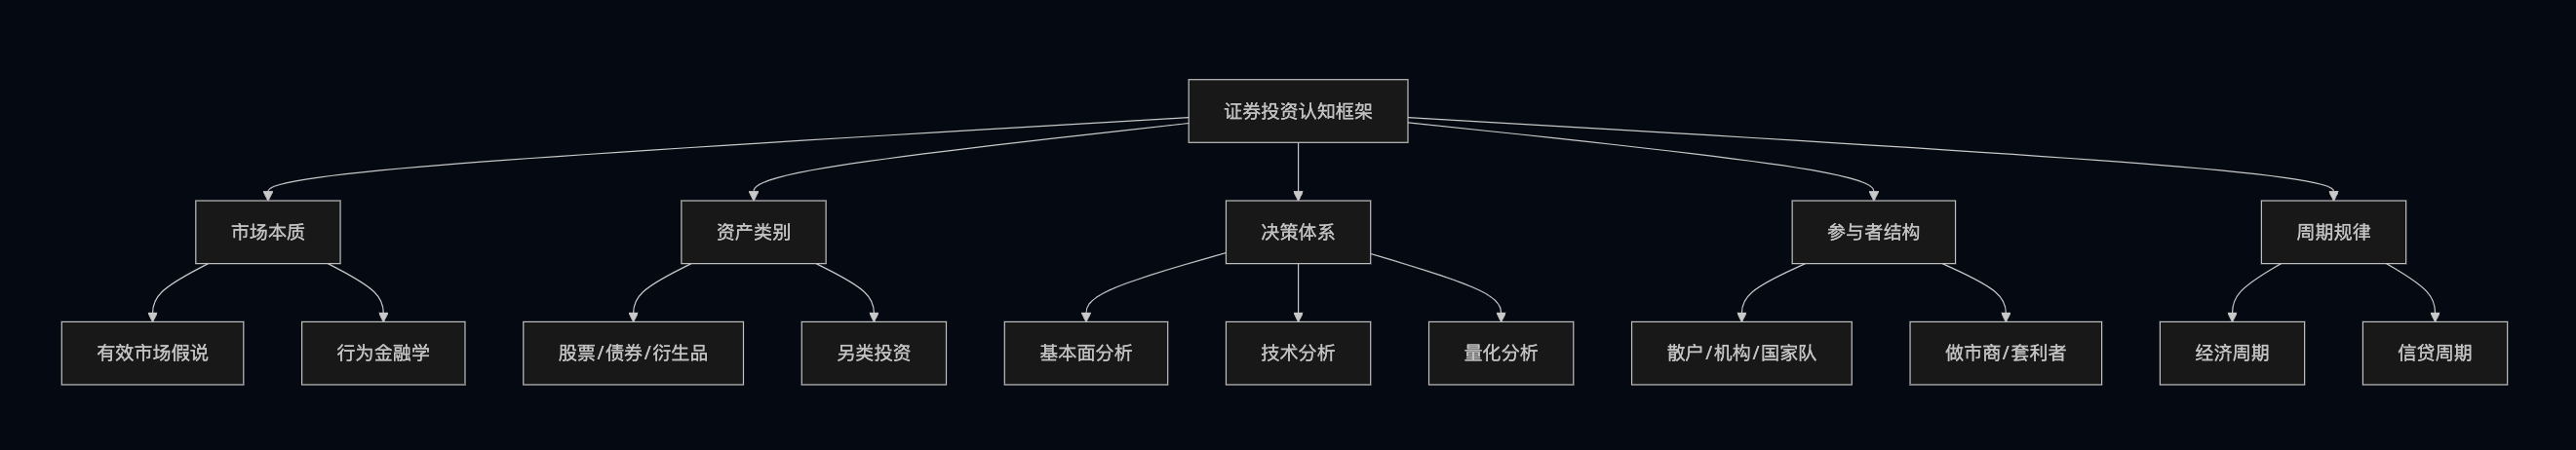 证券投资认知框架
市场本质
资产类别
决策体系
参与者结构
周期规律
有效市场假说
行为金融学
股票/债券/衍生品
另类投资
基本面分析
技术分析
量化分析
散户/机构/国家队
做市商/套利者
经济周期
信贷周期